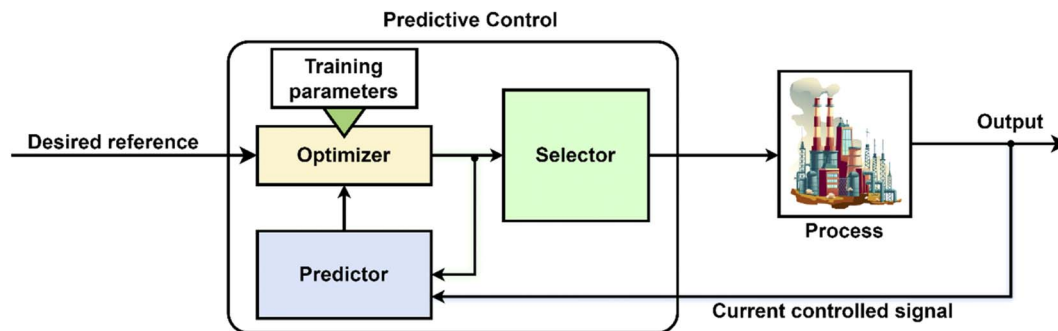 Predictive Control
Training
parameters
Desired reference
Optimizer
Selector
Output
Process
Predictor
Current controlled signal